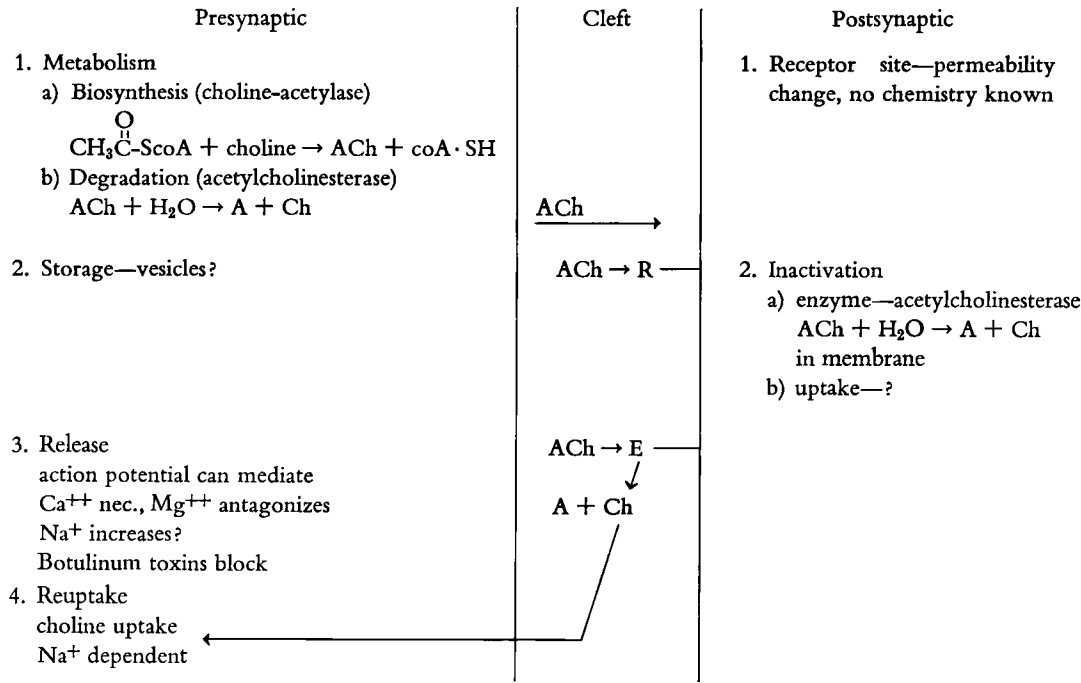 Presynaptic
1. Metabolism
a) Biosynthesis (choline-acetylase)
O
CH₃C-ScoA + choline → ACh + coA · SH
b) Degradation (acetylcholinesterase)
ACh + H₂O → A + Ch
2. Storage—vesicles?
3. Release
action potential can mediate
Ca⁺⁺ nec., Mg⁺⁺ antagonizes
Na⁺ increases?
Botulinum toxins block
4. Reuptake
choline uptake
Na⁺ dependent
Cleft
ACh
ACh → R
ACh → E
A + Ch
Postsynaptic
1. Receptor site—permeability
change, no chemistry known
2. Inactivation
a) enzyme—acetylcholinesterase
ACh + H₂O → A + Ch
in membrane
b) uptake—?